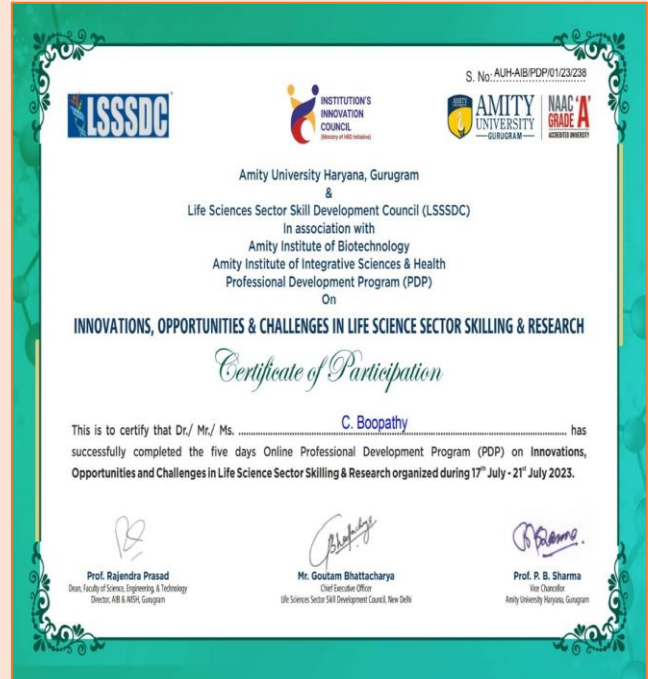 S. No: AUH-AIB/PDP/01/23/238
LSSSDC
INSTITUTION'S
INNOVATION
COUNCIL
(Ministry of HRD Initiative)
AMITY
AMITY
UNIVERSITY
GURUGRAM
NAAC
GRADE 'A'
ACCREDITED UNIVERSITY
Amity University Haryana, Gurugram
&
Life Sciences Sector Skill Development Council (LSSSDC)
In association with
Amity Institute of Biotechnology
Amity Institute of Integrative Sciences & Health
Professional Development Program (PDP)
On
INNOVATIONS, OPPORTUNITIES & CHALLENGES IN LIFE SCIENCE SECTOR SKILLING & RESEARCH
Certificate of Participation
This is to certify that Dr./ Mr./ Ms. C. Boopathy has
successfully completed the five days Online Professional Development Program (PDP) on Innovations,
Opportunities and Challenges in Life Science Sector Skilling & Research organized during 17th July - 21st July 2023.
Prof. Rajendra Prasad
Dean, Faculty of Science, Engineering, & Technology
Director, AIB & AIISH, Gurugram
Mr. Goutam Bhattacharya
Chief Executive Officer
Life Sciences Sector Skill Development Council, New Delhi
Prof. P. B. Sharma
Vice Chancellor
Amity University Haryana, Gurugram